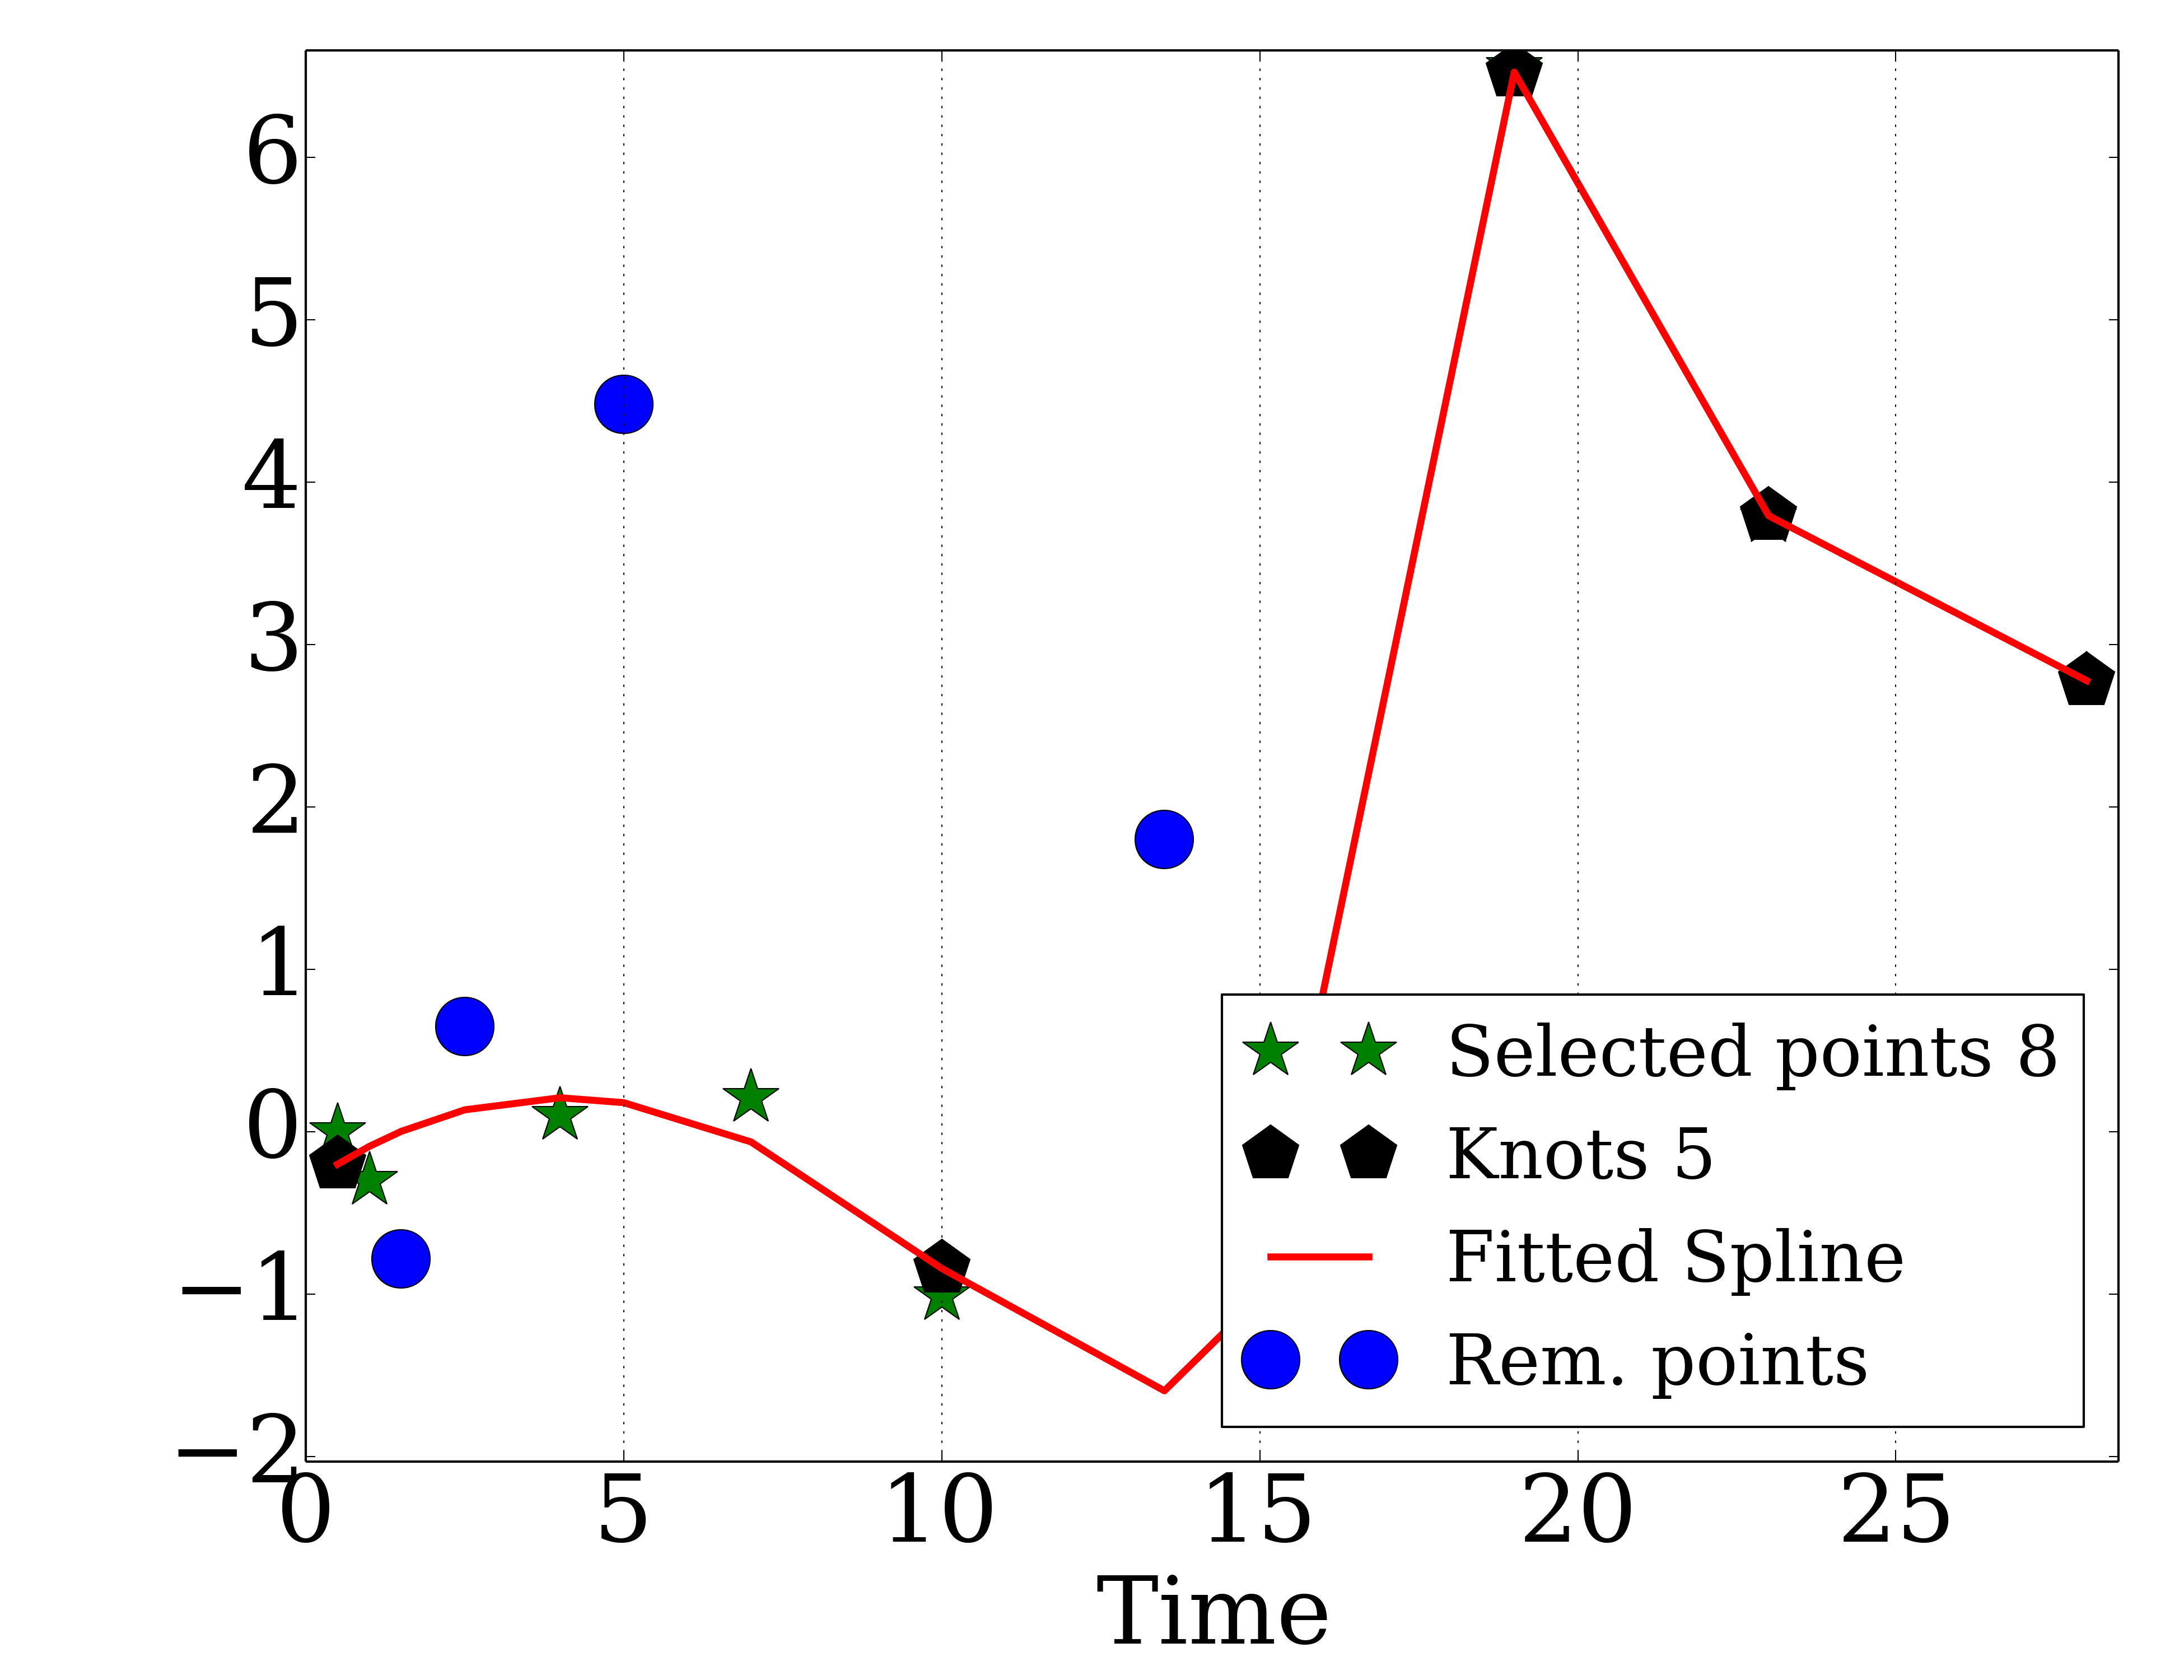 6
5
4
3
2
1
0
−1
−2
Selected points 8
Knots 5
Fitted Spline
Rem. points
0 5 10 15 20 25
Time